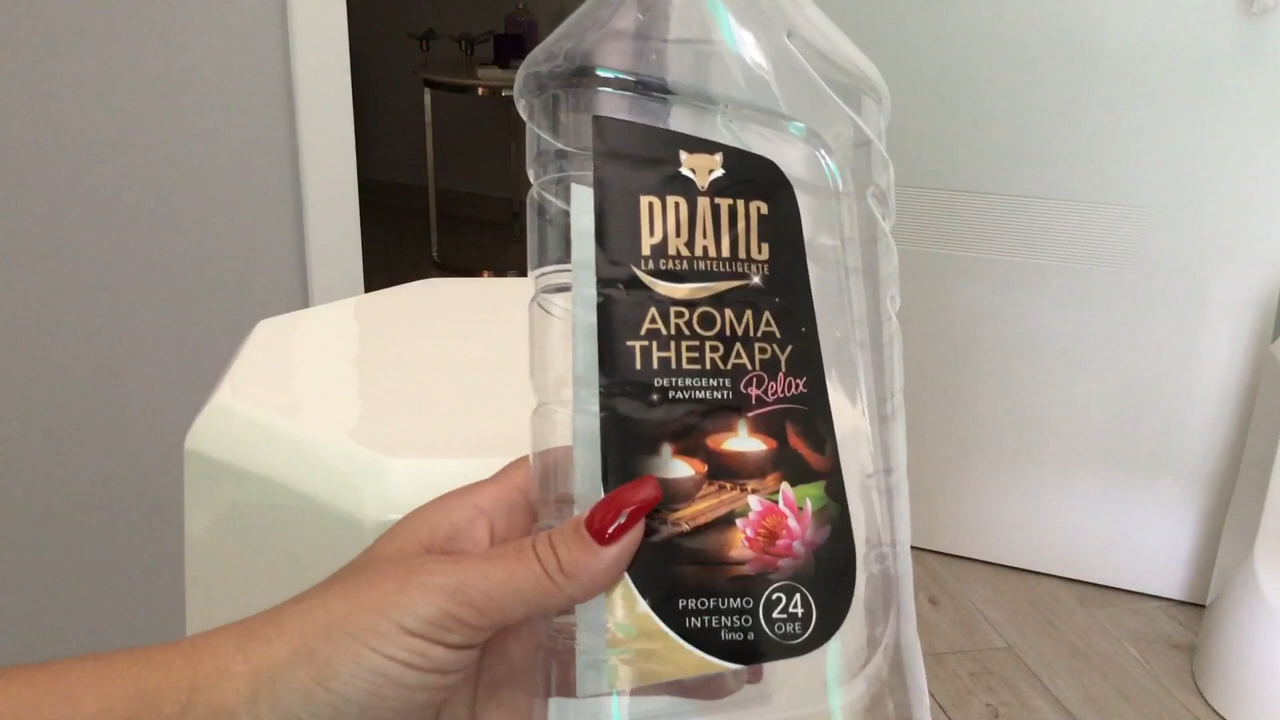 PRATIC
LA CASA INTELLIGENTE
AROMA
THERAPY
DETERGENTE
PAVIMENTI
Relax
PROFUMO
INTENSO
fino a
24
ORE